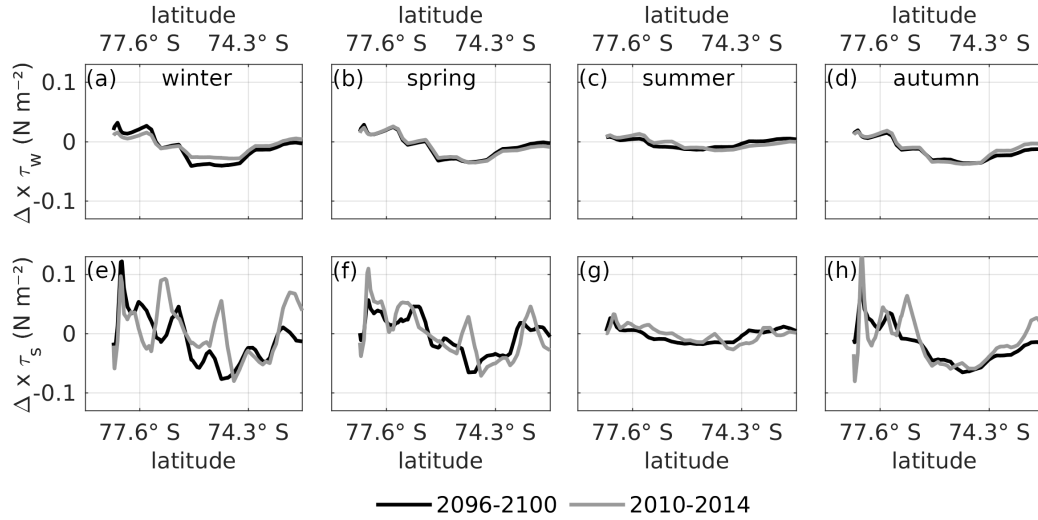 latitude latitude latitude latitude
77.6° S 74.3° S 77.6° S 74.3° S 77.6° S 74.3° S 77.6° S 74.3° S
(a) winter (b) spring (c) summer (d) autumn
0.1
0
-0.1
Δ x τw (N m⁻²)
(e) (f) (g) (h)
0.1
0
-0.1
Δ x τs (N m⁻²)
77.6° S 74.3° S 77.6° S 74.3° S 77.6° S 74.3° S 77.6° S 74.3° S
latitude latitude latitude latitude
2096-2100 2010-2014